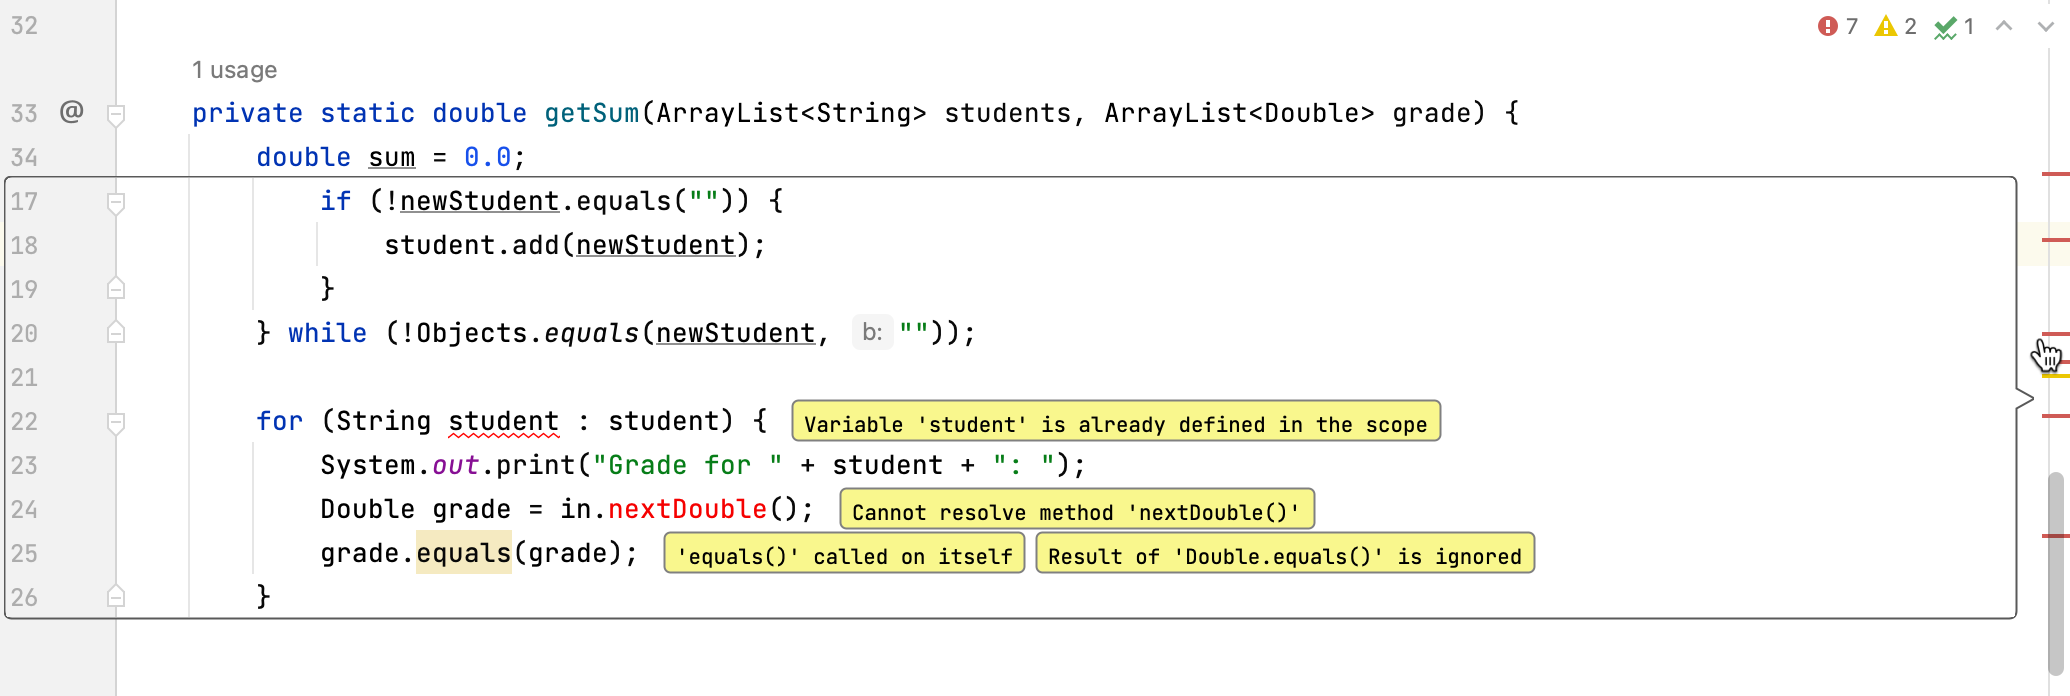 32
7 2 1
1 usage
33 @ private static double getSum(ArrayList<String> students, ArrayList<Double> grade) {
34 double sum = 0.0;
17 if (!newStudent.equals("")) {
18 student.add(newStudent);
19 }
20 } while (!Objects.equals(newStudent, b: ""));
21
22 for (String student : student) { Variable 'student' is already defined in the scope
23 System.out.print("Grade for " + student + ": ");
24 Double grade = in.nextDouble(); Cannot resolve method 'nextDouble()'
25 grade.equals(grade); 'equals()' called on itself Result of 'Double.equals()' is ignored
26 }